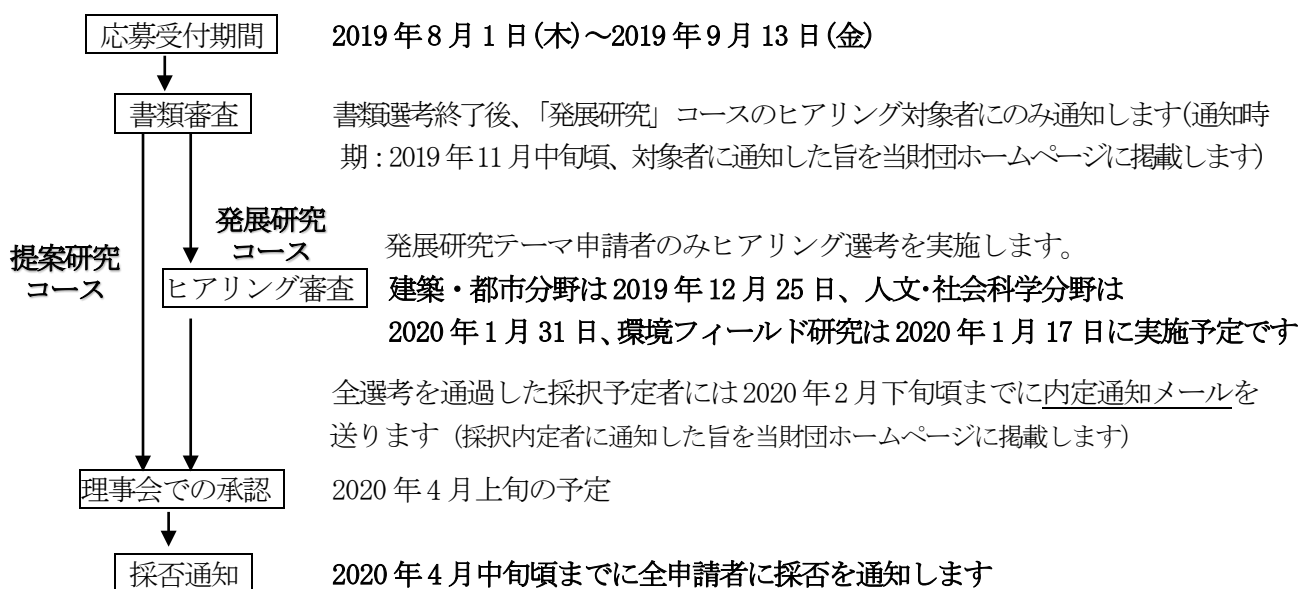 応募受付期間
2019年8月1日(木)～2019年9月13日(金)
書類審査
書類選考終了後、「発展研究」コースのヒアリング対象者にのみ通知します(通知時
期:2019年11月中旬頃、対象者に通知した旨を当財団ホームページに掲載します)
提案研究
コース
発展研究
コース
発展研究テーマ申請者のみヒアリング選考を実施します。
ヒアリング審査
建築・都市分野は2019年12月25日、人文・社会科学分野は
2020年1月31日、環境フィールド研究は2020年1月17日に実施予定です
全選考を通過した採択予定者には2020年2月下旬頃までに内定通知メールを
送ります(採択内定者に通知した旨を当財団ホームページに掲載します)
理事会での承認
2020年4月上旬の予定
採否通知
2020年4月中旬頃までに全申請者に採否を通知します